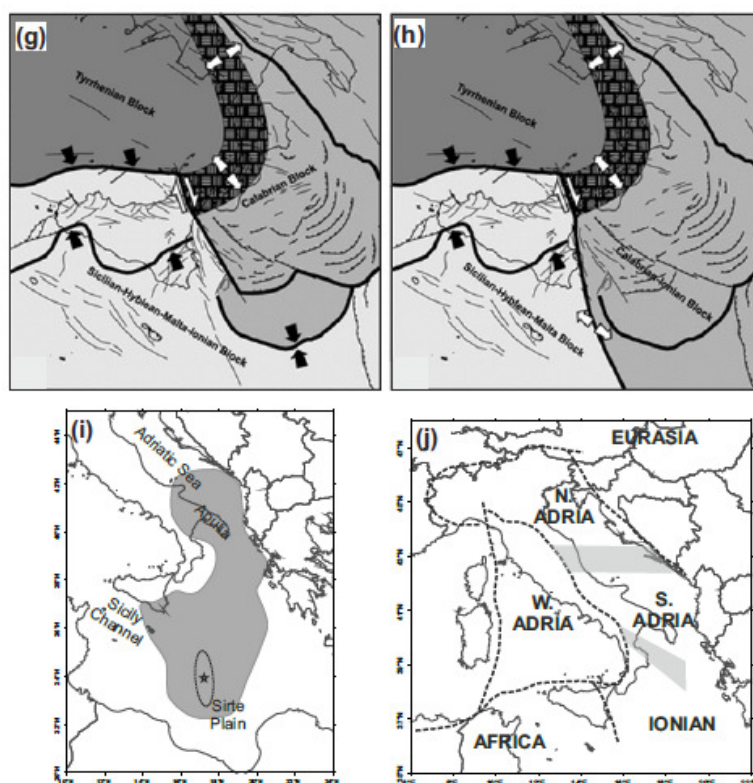 (g)
Tyrrhenian Block
Calabrian Block
Sicilian-Hyblean-Malta-Ionian Block
(h)
Tyrrhenian Block
Calabrian-Ionian Block
Sicilian-Hyblean-Malta Block
(i)
Adriatic Sea
Apulia
Sicily
Channel
Sirte
Plain
(j)
EURASIA
N.
ADRIA
W.
ADRIA
S.
ADRIA
IONIAN
AFRICA